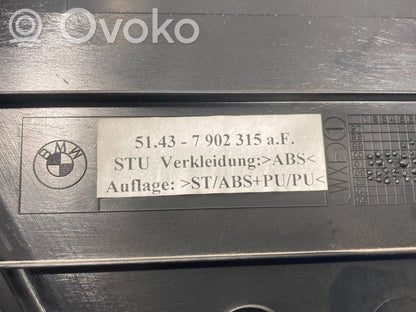 Ovoko
51.43 - 7 902 315 a.F.
STU Verkleidung:>ABS<
Auflage: >ST/ABS+PU/PU<
BMW